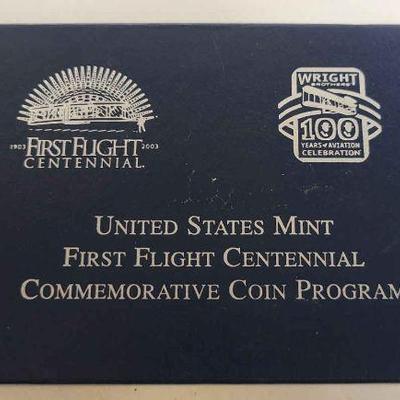 1903 FIRST FLIGHT 2003
CENTENNIAL
WRIGHT
BROTHERS
100
YEARS of AVIATION
CELEBRATION
UNITED STATES MINT
FIRST FLIGHT CENTENNIAL
COMMEMORATIVE COIN PROGRAM